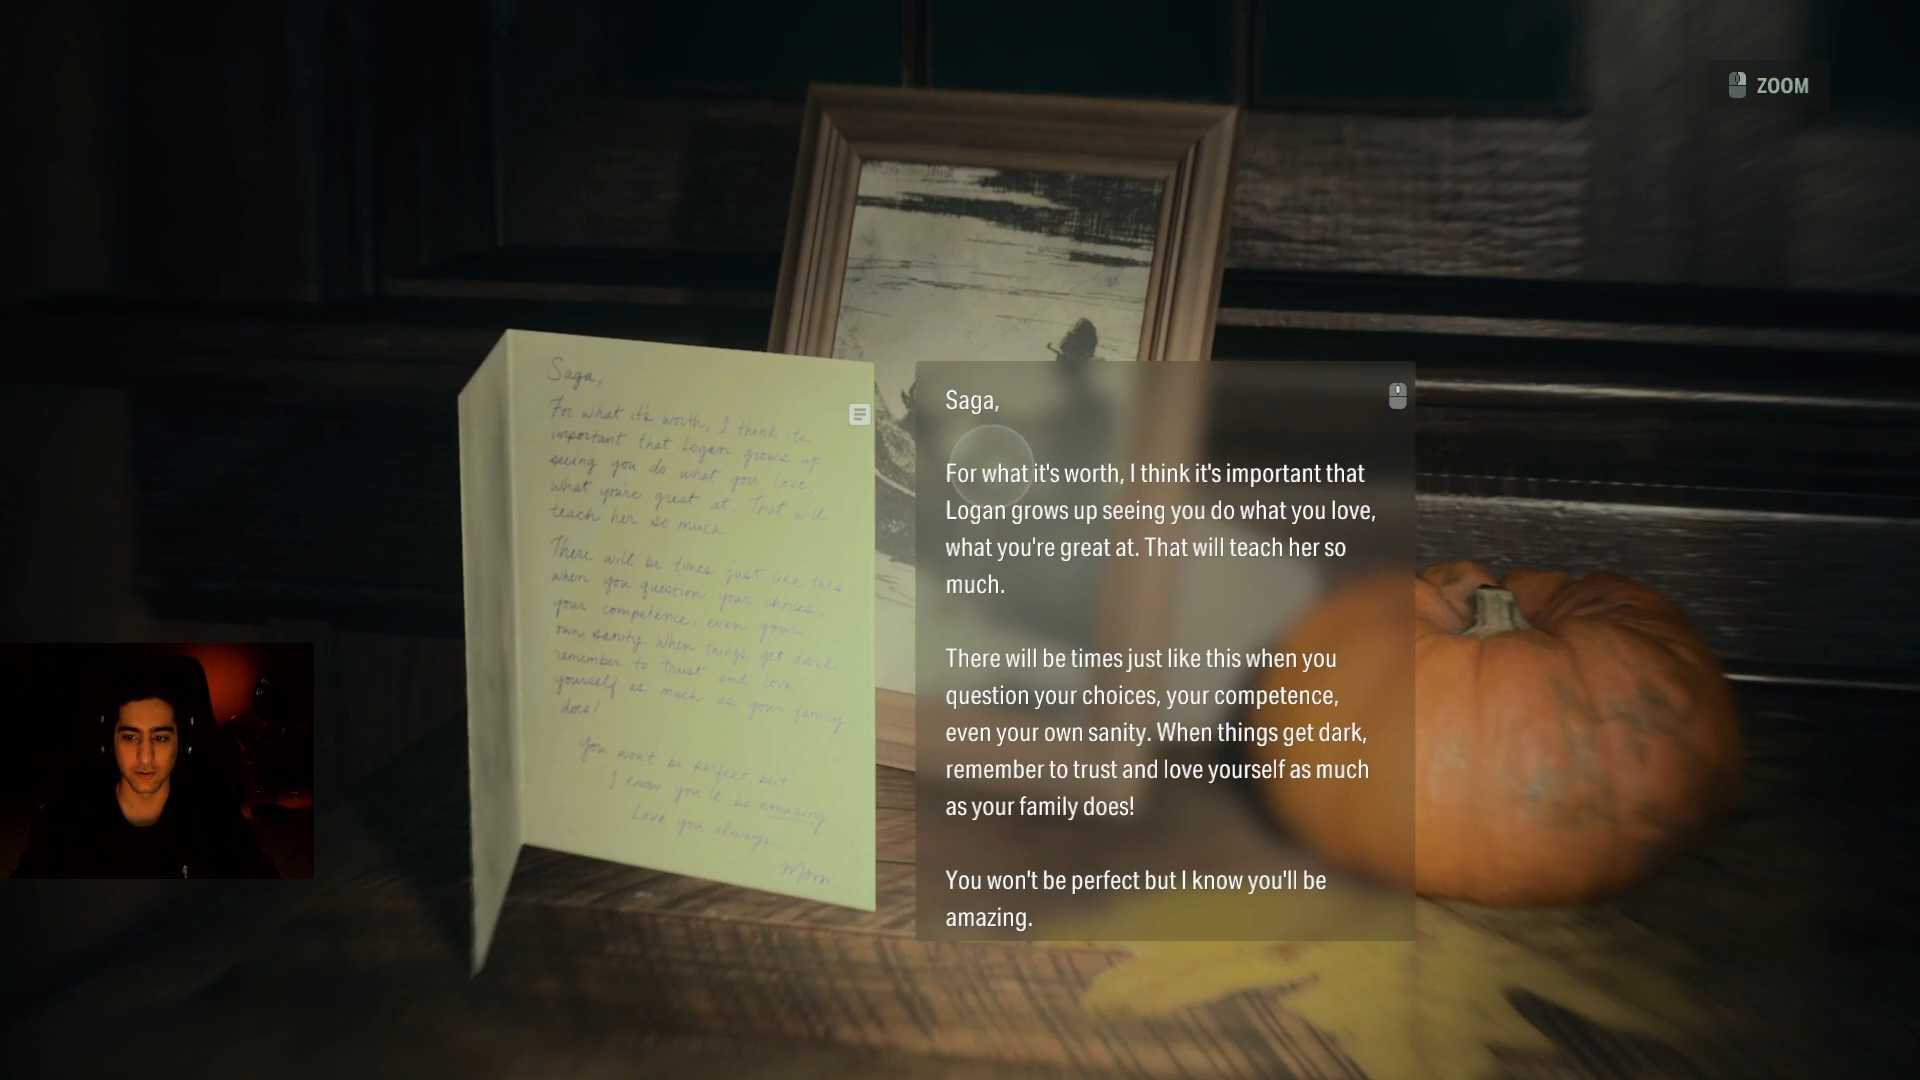 ZOOM
Saga,
For what it's worth, I think it's
important that Logan grows up
seeing you do what you love,
what you're great at. That will
teach her so much.
There will be times just like this
when you question your choices,
your competence, even your
own sanity. When things get dark
remember to trust and love
yourself as much as your family
does!
You won't be perfect but
I know you'll be amazing
Love you always,
Mom
Saga,
For what it's worth, I think it's important that
Logan grows up seeing you do what you love,
what you're great at. That will teach her so
much.
There will be times just like this when you
question your choices, your competence,
even your own sanity. When things get dark,
remember to trust and love yourself as much
as your family does!
You won't be perfect but I know you'll be
amazing.